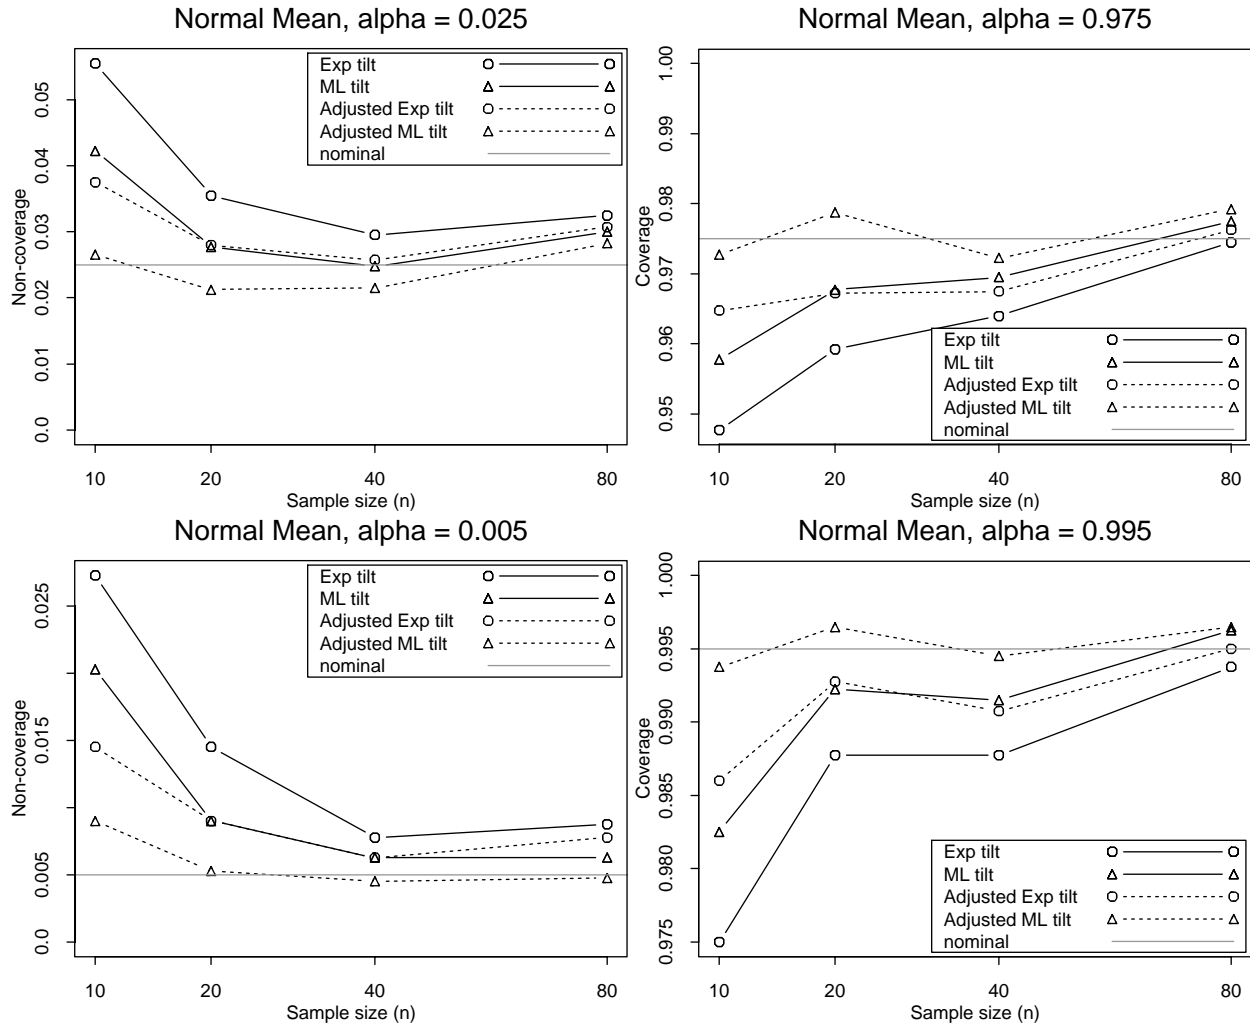 Normal Mean, alpha = 0.025
Non-coverage
0.05
0.04
0.03
0.02
0.01
0.0
Exp tilt
ML tilt
Adjusted Exp tilt
Adjusted ML tilt
nominal
10 20 40 80
Sample size (n)
Normal Mean, alpha = 0.975
Coverage
1.00
0.99
0.98
0.97
0.96
0.95
Exp tilt
ML tilt
Adjusted Exp tilt
Adjusted ML tilt
nominal
10 20 40 80
Sample size (n)
Normal Mean, alpha = 0.005
Non-coverage
0.025
0.015
0.005
0.0
Exp tilt
ML tilt
Adjusted Exp tilt
Adjusted ML tilt
nominal
10 20 40 80
Sample size (n)
Normal Mean, alpha = 0.995
Coverage
1.000
0.995
0.990
0.985
0.980
0.975
Exp tilt
ML tilt
Adjusted Exp tilt
Adjusted ML tilt
nominal
10 20 40 80
Sample size (n)